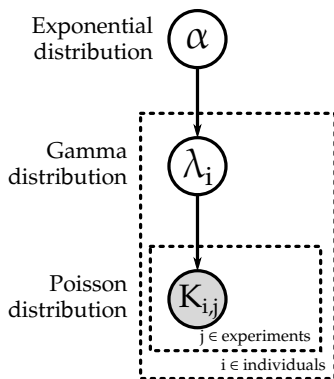 Exponential
distribution
α
Gamma
distribution
λi
Poisson
distribution
Ki,j
j ∈ experiments
i ∈ individuals